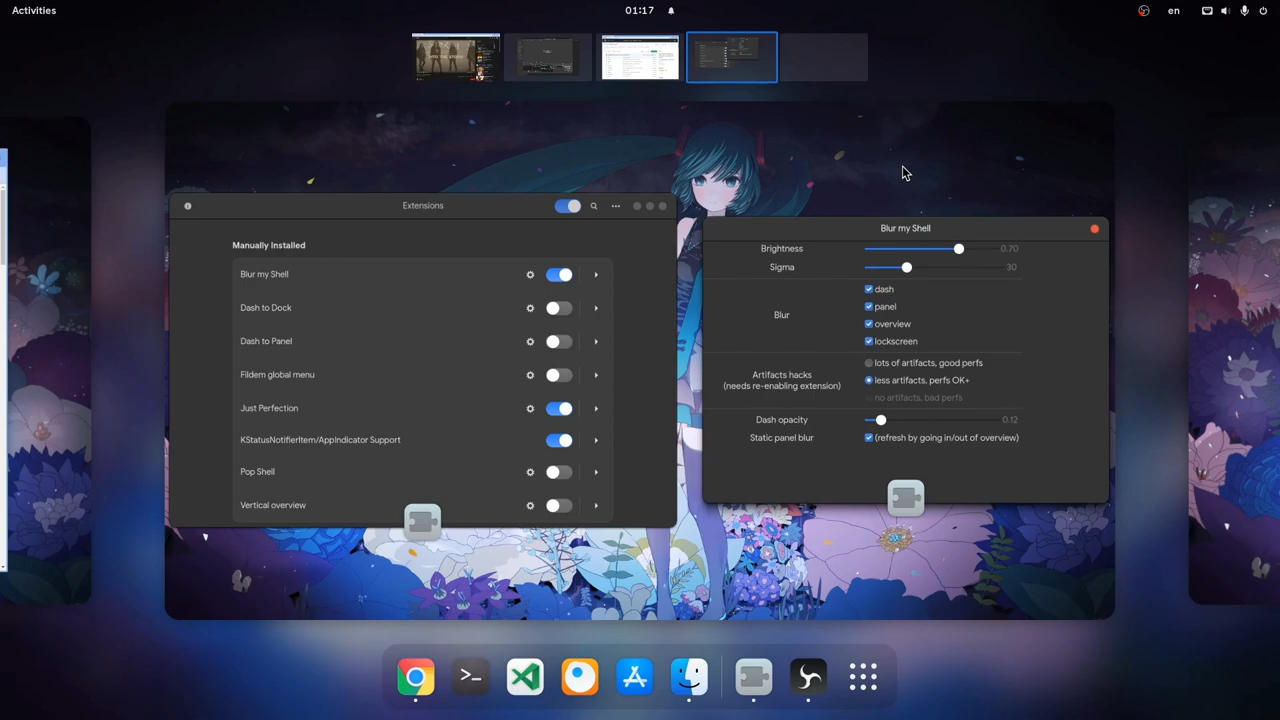 Activities
01:17
en
Extensions
Manually Installed
Blur my Shell
Dash to Dock
Dash to Panel
Fildem global menu
Just Perfection
KStatusNotifierItem/AppIndicator Support
Pop Shell
Vertical overview
Blur my Shell
Brightness 0.70
Sigma 30
Blur
dash
panel
overview
lockscreen
Artifacts hacks
(needs re-enabling extension)
lots of artifacts, good perfs
less artifacts, perfs OK+
no artifacts, bad perfs
Dash opacity 0.12
Static panel blur (refresh by going in/out of overview)